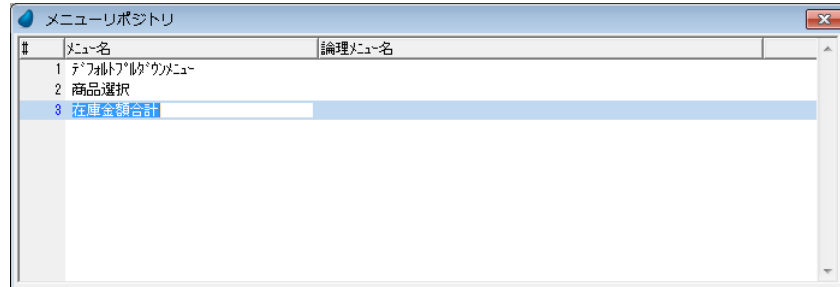 メニューリポジトリ
# ﾒﾆｭｰ名 論理ﾒﾆｭｰ名
1 ﾃﾞﾌｫﾙﾄﾌﾟﾙﾀﾞｳﾝﾒﾆｭｰ
2 商品選択
3 在庫金額合計